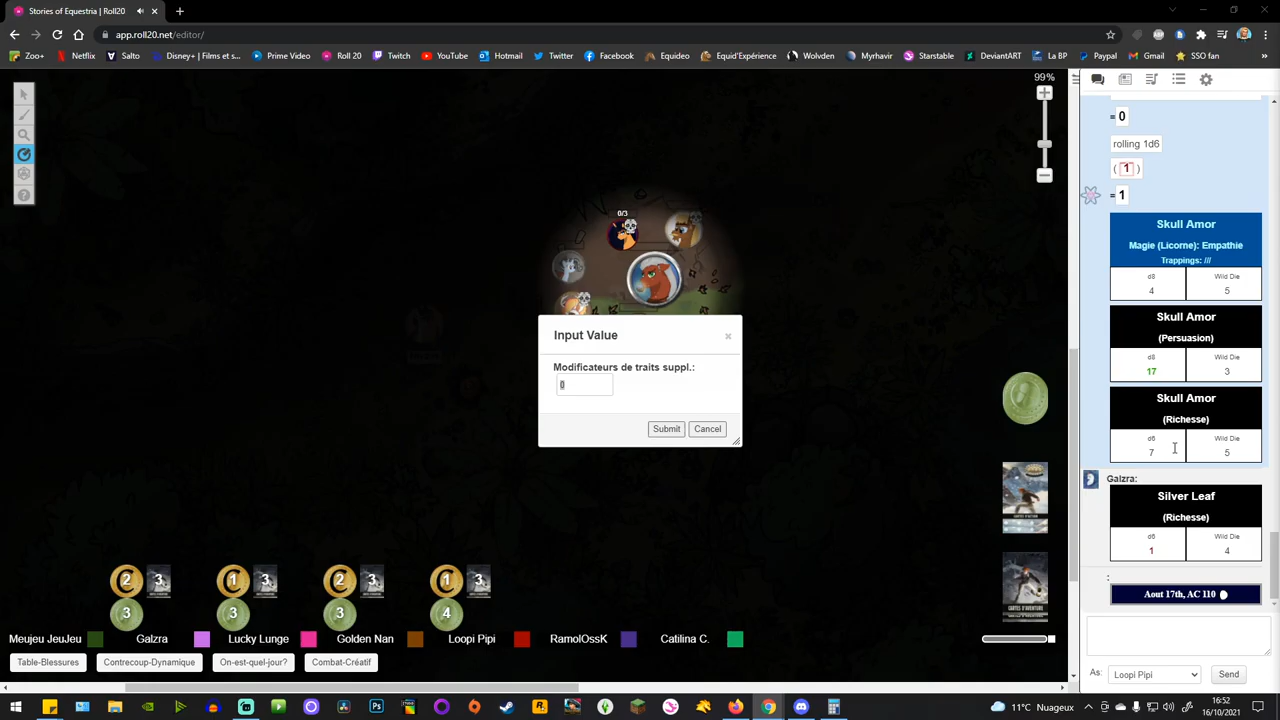 Stories of Equestria | Roll20
app.roll20.net/editor/
Zoo+ Netflix Salto Disney+ | Films et s... Prime Video Roll 20 Twitch YouTube Hotmail Twitter Facebook Equideo Equid'Expérience Wolvden Myrhavir Starstable DeviantART La BP Paypal Gmail SSO fan
99%
= 0
rolling 1d6
( 1 )
= 1
Skull Amor
Magie (Licorne): Empathie
Trappings: ///
d8 Wild Die
4 5
Skull Amor
(Persuasion)
d8 Wild Die
17 3
Skull Amor
(Richesse)
d6 Wild Die
7 5
Galzra:
Silver Leaf
(Richesse)
d6 Wild Die
1 4
:
Aout 17th, AC 110
0/3
Input Value
Modificateurs de traits suppl.:
0
Submit Cancel
CARTES D'ACTION
CARTES D'AVENTURE
2 3 1 3 2 3 1 3
3 3 3 4
Meujeu JeuJeu Galzra Lucky Lunge Golden Nan Loopi Pipi RamolOssK Catilina C.
Table-Blessures Contrecoup-Dynamique On-est-quel-jour? Combat-Créatif
As: Loopi Pipi Send
11°C Nuageux
16:52
16/10/2021